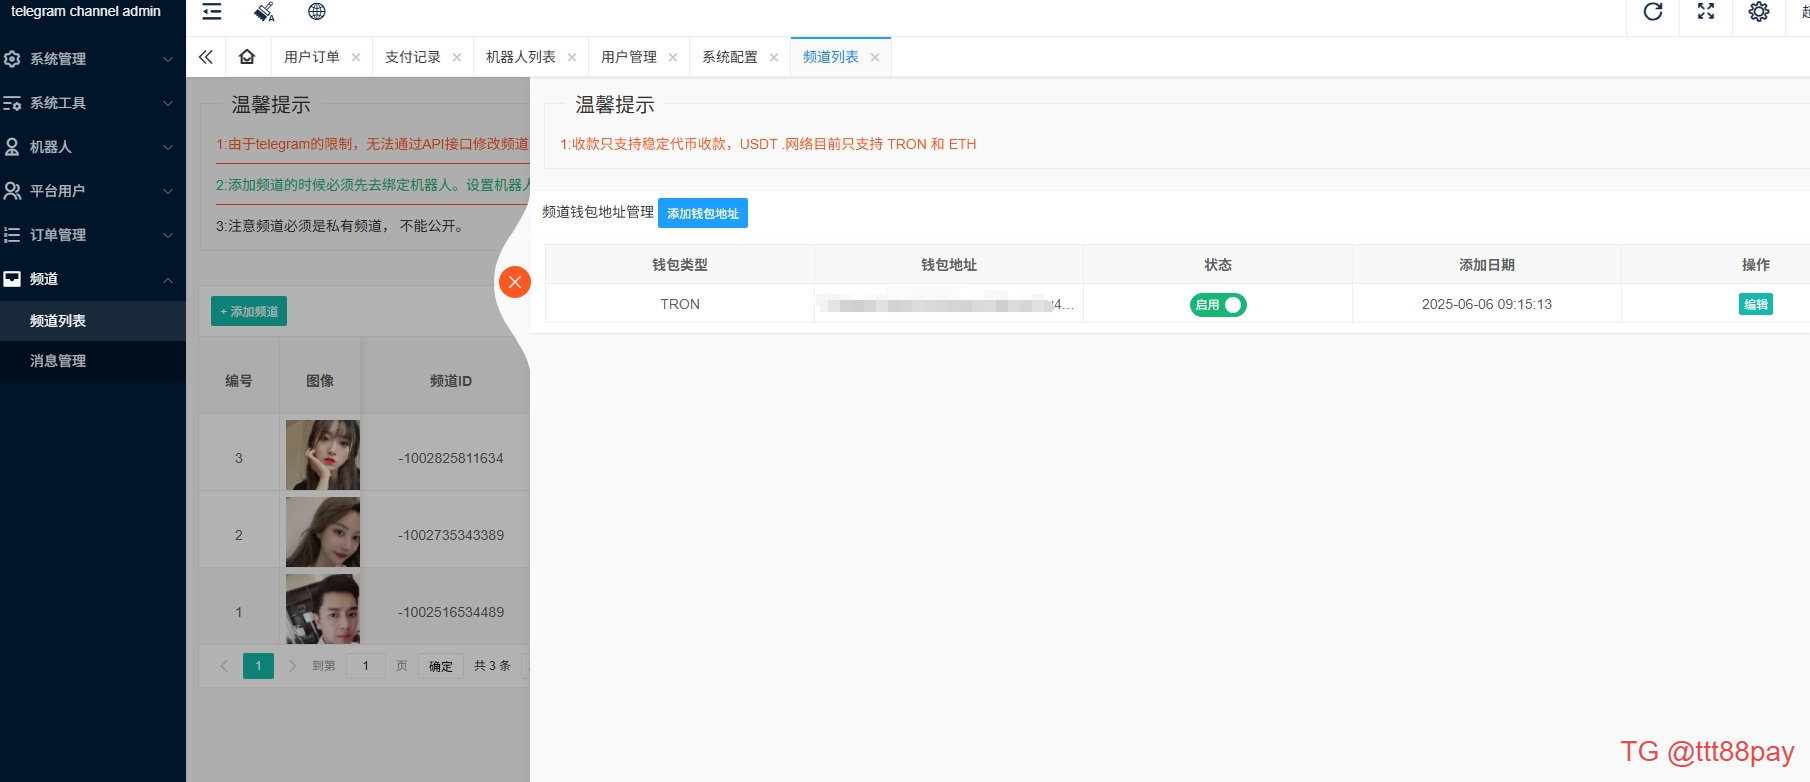 telegram channel admin
系统管理
系统工具
机器人
平台用户
订单管理
频道
频道列表
消息管理
用户订单
支付记录
机器人列表
用户管理
系统配置
频道列表
温馨提示
1:由于telegram的限制，无法通过API接口修改频道
2:添加频道的时候必须先去绑定机器人。设置机器人
3:注意频道必须是私有频道， 不能公开。
+ 添加频道
编号 图像 频道ID
3 -1002825811634
2 -1002735343389
1 -1002516534489
1 到第 1 页 确定 共 3 条
温馨提示
1:收款只支持稳定代币收款，USDT .网络目前只支持 TRON 和 ETH
频道钱包地址管理 添加钱包地址
钱包类型 钱包地址 状态 添加日期 操作
TRON 4... 启用 2025-06-06 09:15:13 编辑
TG @ttt88pay